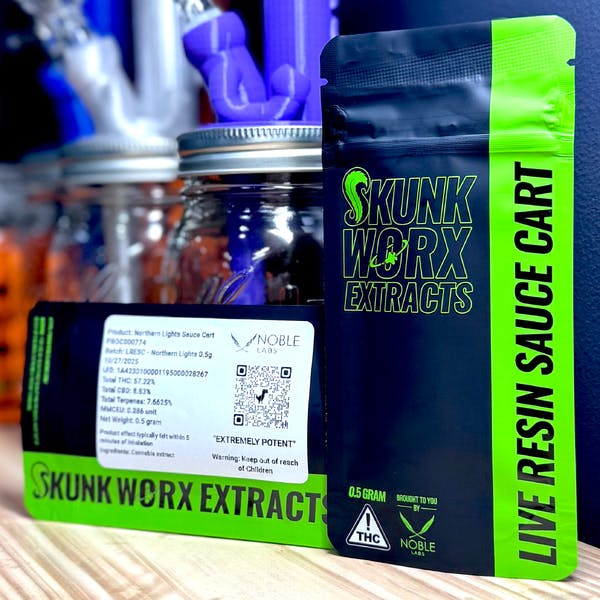 SKUNK
WORX
EXTRACTS
LIVE RESIN SAUCE CART
0.5 GRAM
BROUGHT TO YOU
BY
NOBLE
LABS
!
THC
Product: Northern Lights Sauce Cart
Batch: LRESC - Northern Lights 0.5g
10/27/2025
Total THC: 57.22%
Total CBD: 8.83%
Total Terpenes: 7.6625%
MMCEU: 0.286 unit
Net Weight: 0.5 gram
Product effect typically felt within 5
minutes of inhalation
Ingredients: Cannabis extract
NOBLE
LABS
"EXTREMELY POTENT"
Warning: Keep out of reach
of Children
SKUNK WORX EXTRACTS